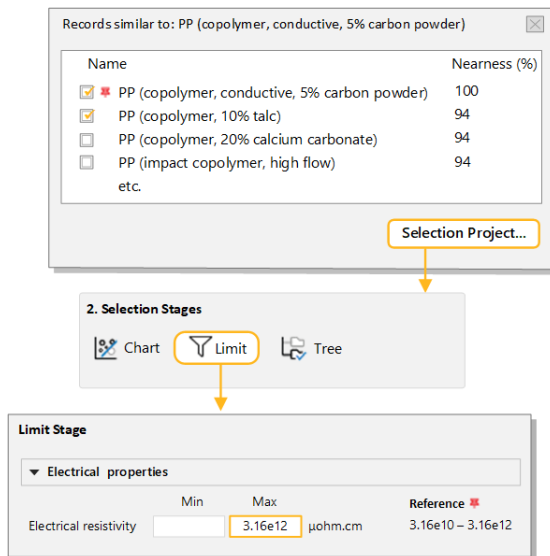 Records similar to: PP (copolymer, conductive, 5% carbon powder)
Name Nearness (%)
PP (copolymer, conductive, 5% carbon powder) 100
PP (copolymer, 10% talc) 94
PP (copolymer, 20% calcium carbonate) 94
PP (impact copolymer, high flow) 94
etc.
Selection Project...
2. Selection Stages
Chart Limit Tree
Limit Stage
Electrical properties
Min Max Reference
Electrical resistivity 3.16e12 µohm.cm 3.16e10 – 3.16e12